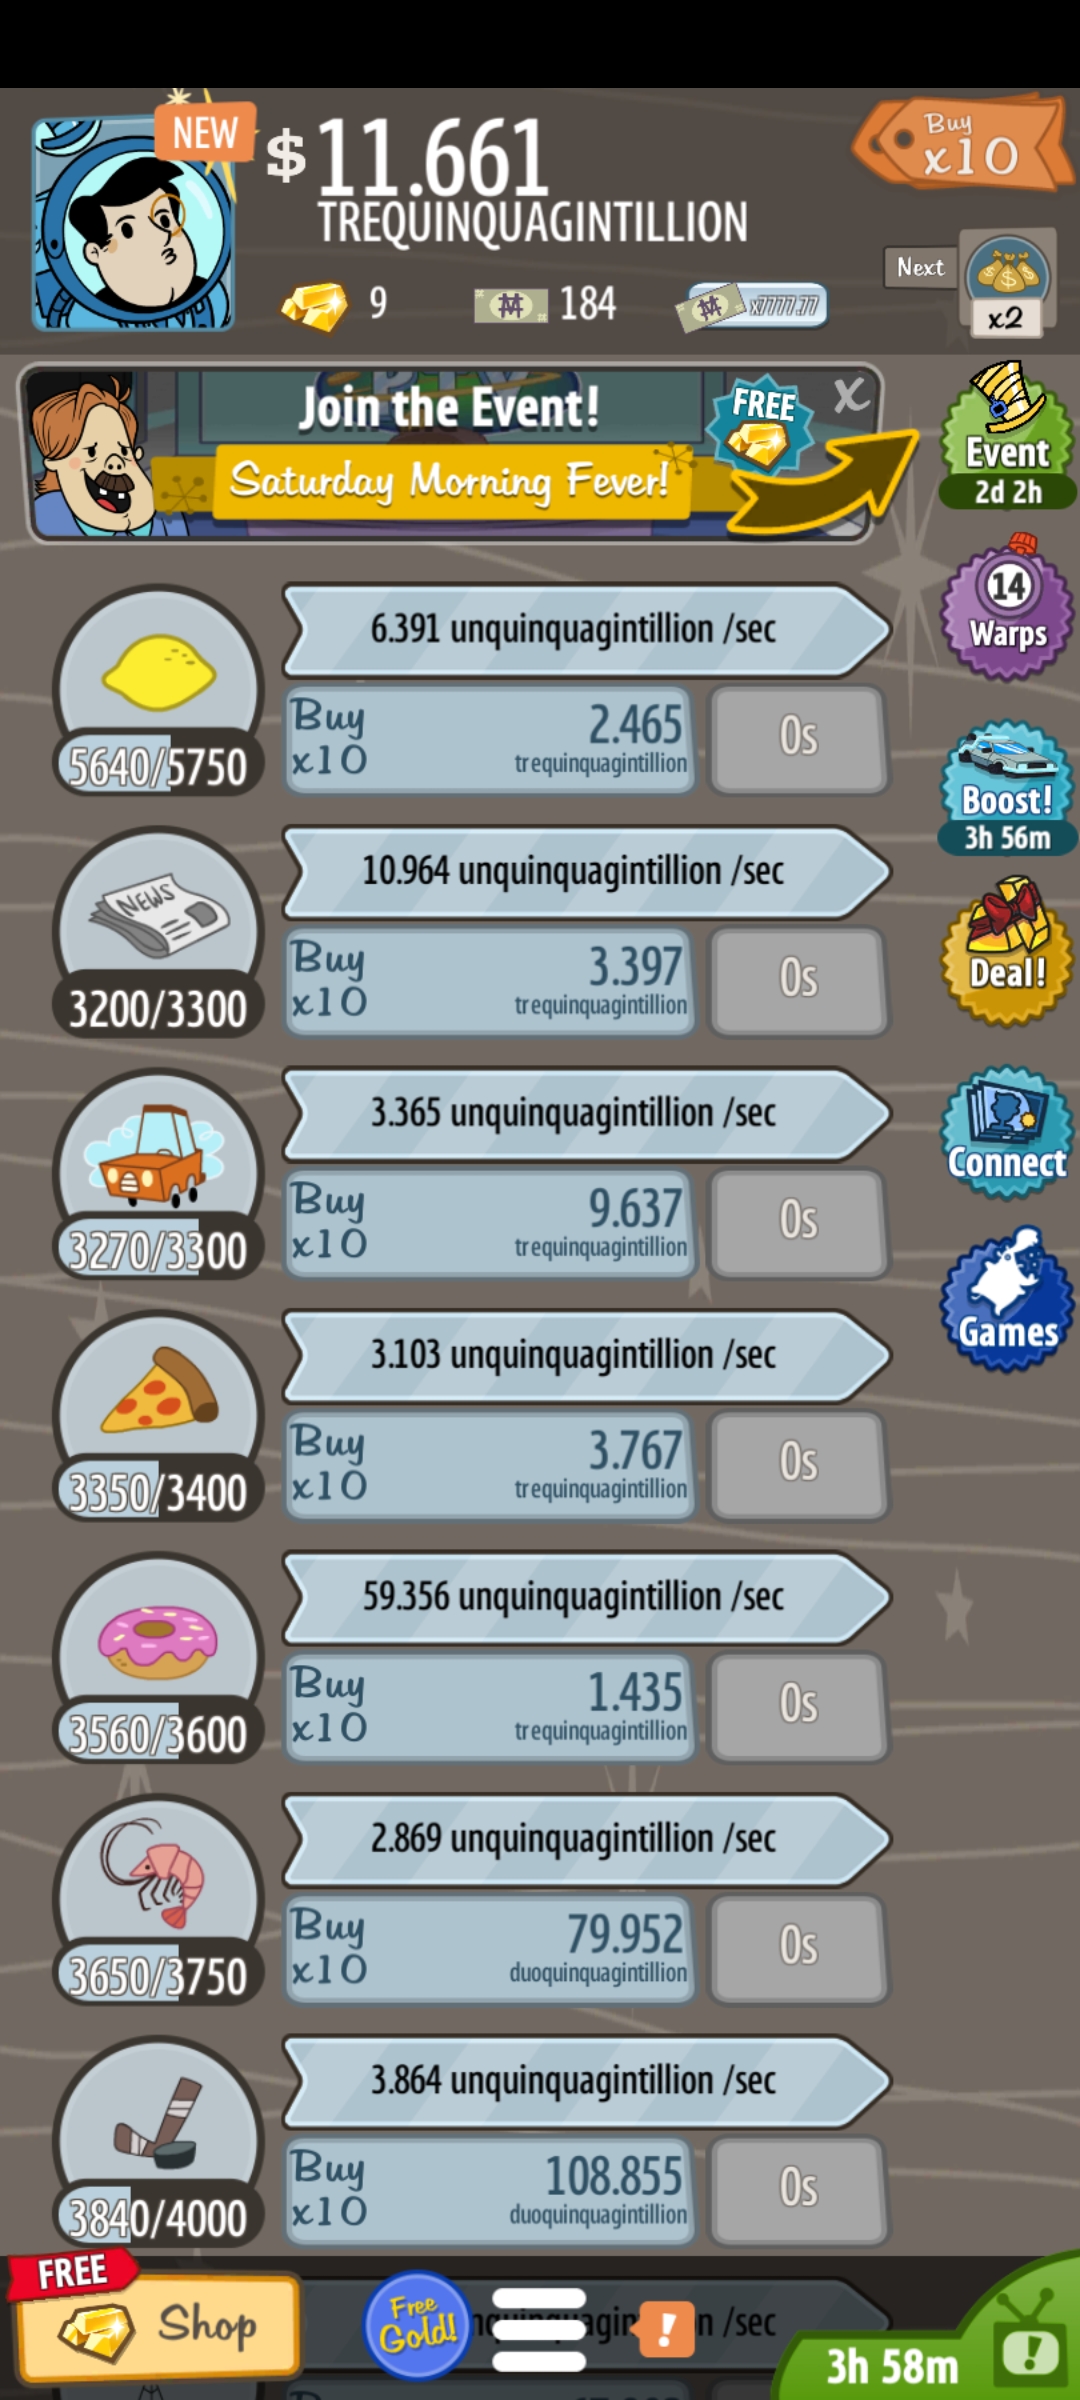 NEW
$11.661
TREQUINQUAGINTILLION
Buy
x10
9
184
x7777.77
Next
x2
Join the Event!
FREE
X
Saturday Morning Fever!
Event
2d 2h
14
Warps
6.391 unquinquagintillion /sec
5640/5750
Buy
x10
2.465
trequinquagintillion
0s
Boost!
3h 56m
NEWS
10.964 unquinquagintillion /sec
3200/3300
Buy
x10
3.397
trequinquagintillion
0s
Deal!
3.365 unquinquagintillion /sec
3270/3300
Buy
x10
9.637
trequinquagintillion
0s
Connect
Games
3.103 unquinquagintillion /sec
3350/3400
Buy
x10
3.767
trequinquagintillion
0s
59.356 unquinquagintillion /sec
3560/3600
Buy
x10
1.435
trequinquagintillion
0s
2.869 unquinquagintillion /sec
3650/3750
Buy
x10
79.952
duoquinquagintillion
0s
3.864 unquinquagintillion /sec
3840/4000
Buy
x10
108.855
duoquinquagintillion
0s
FREE
Shop
Free
Gold!
!
/sec
3h 58m
!
Buy